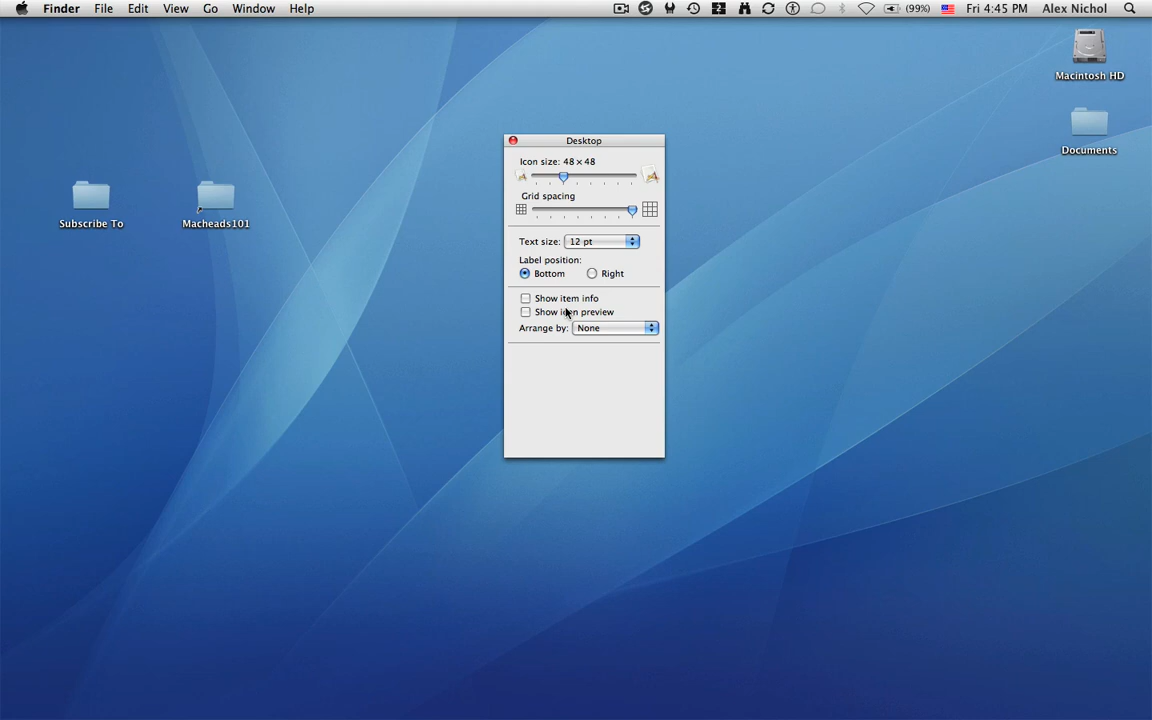 Finder File Edit View Go Window Help (99%) Fri 4:45 PM Alex Nichol
Macintosh HD
Documents
Subscribe To
Macheads101
Desktop
Icon size: 48 × 48
Grid spacing
Text size: 12 pt
Label position:
Bottom Right
Show item info
Show icon preview
Arrange by: None